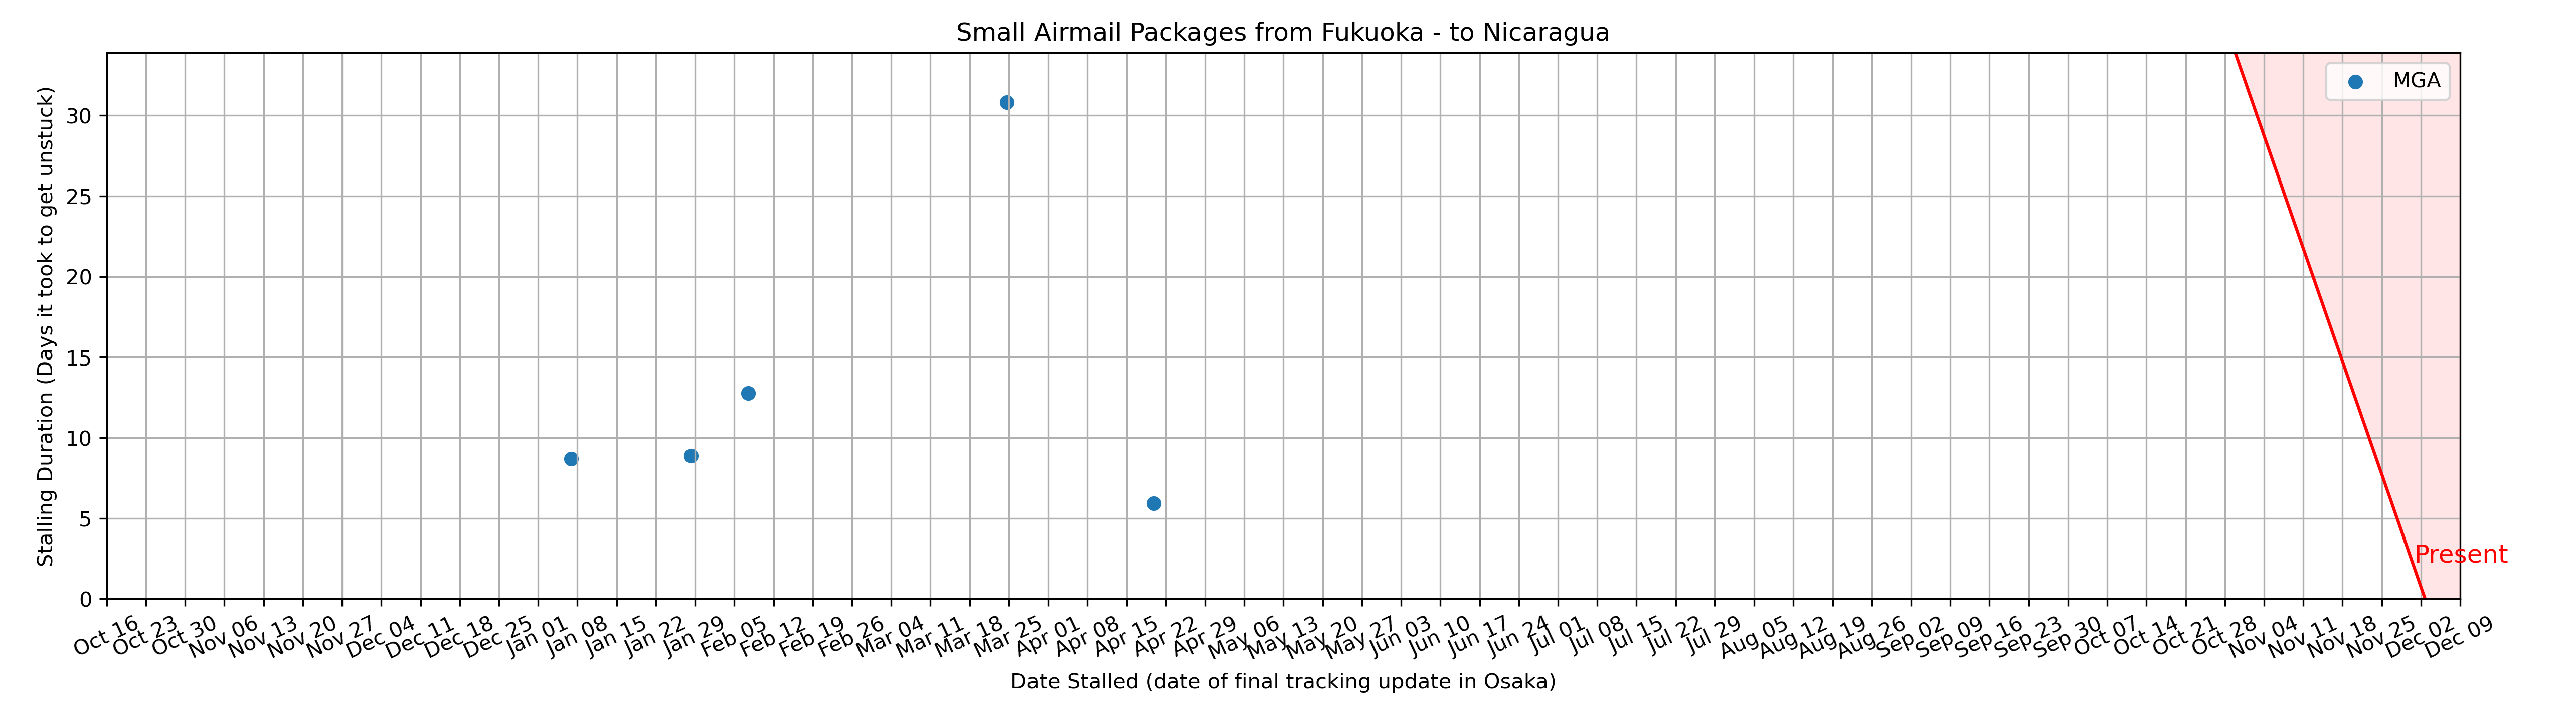 Small Airmail Packages from Fukuoka - to Nicaragua
MGA
Stalling Duration (Days it took to get unstuck)
30
25
20
15
10
5
0
Present
Oct 16
Oct 23
Oct 30
Nov 06
Nov 13
Nov 20
Nov 27
Dec 04
Dec 11
Dec 18
Dec 25
Jan 01
Jan 08
Jan 15
Jan 22
Jan 29
Feb 05
Feb 12
Feb 19
Feb 26
Mar 04
Mar 11
Mar 18
Mar 25
Apr 01
Apr 08
Apr 15
Apr 22
Apr 29
May 06
May 13
May 20
May 27
Jun 03
Jun 10
Jun 17
Jun 24
Jul 01
Jul 08
Jul 15
Jul 22
Jul 29
Aug 05
Aug 12
Aug 19
Aug 26
Sep 02
Sep 09
Sep 16
Sep 23
Sep 30
Oct 07
Oct 14
Oct 21
Oct 28
Nov 04
Nov 11
Nov 18
Nov 25
Dec 02
Dec 09
Date Stalled (date of final tracking update in Osaka)